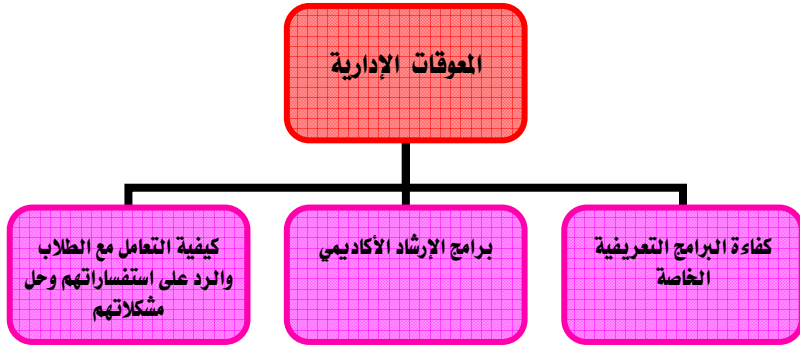 المعوقات الإدارية
كفاءة البرامج التعريفية
الخاصة
برامج الإرشاد الأكاديمي
كيفية التعامل مع الطلاب
والرد على استفساراتهم وحل
مشكلاتهم